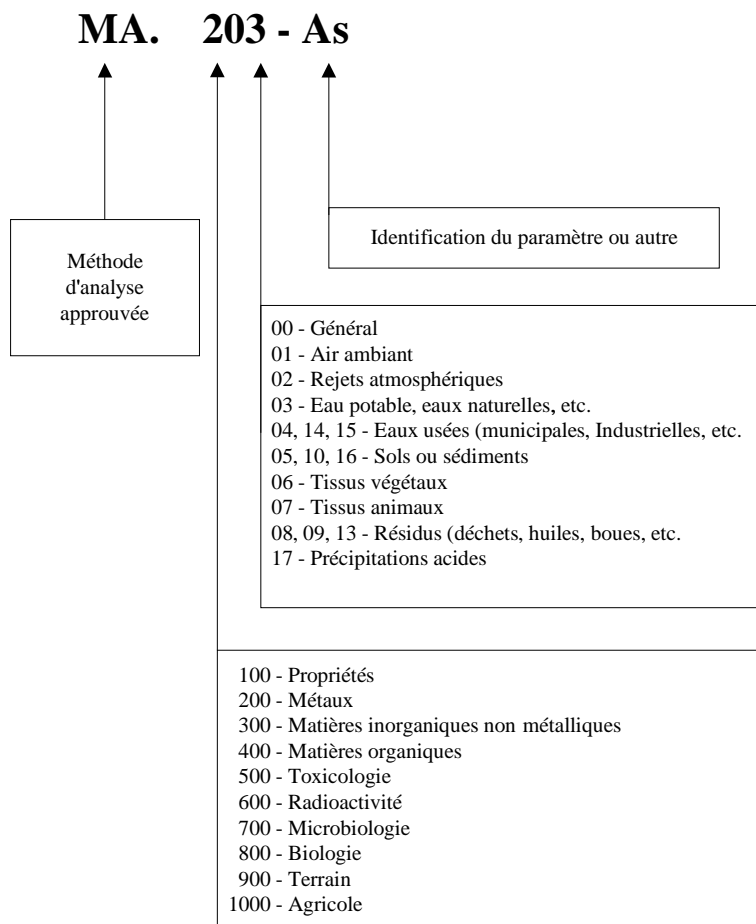 MA. 203 - As
Méthode
d'analyse
approuvée
Identification du paramètre ou autre
00 - Général
01 - Air ambiant
02 - Rejets atmosphériques
03 - Eau potable, eaux naturelles, etc.
04, 14, 15 - Eaux usées (municipales, Industrielles, etc.
05, 10, 16 - Sols ou sédiments
06 - Tissus végétaux
07 - Tissus animaux
08, 09, 13 - Résidus (déchets, huiles, boues, etc.
17 - Précipitations acides
100 - Propriétés
200 - Métaux
300 - Matières inorganiques non métalliques
400 - Matières organiques
500 - Toxicologie
600 - Radioactivité
700 - Microbiologie
800 - Biologie
900 - Terrain
1000 - Agricole